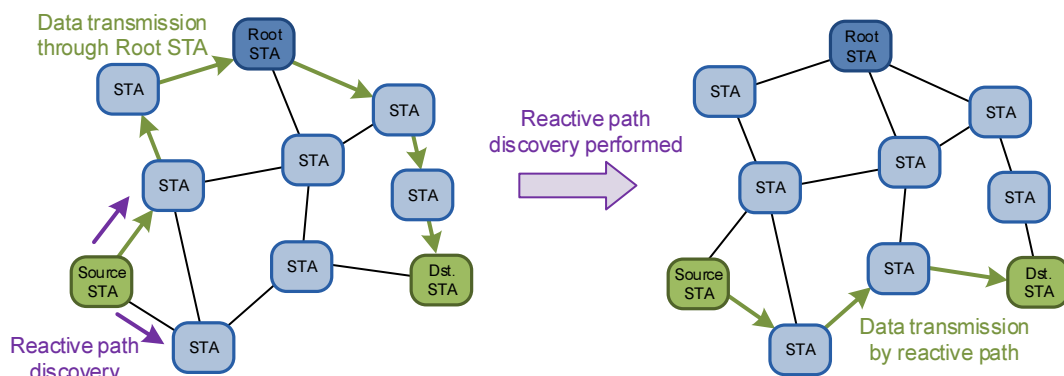 Data transmission
through Root STA
Root
STA
STA
STA
STA
STA
STA
STA
Source
STA
Dst.
STA
STA
Reactive path
discovery
Reactive path
discovery performed
Root
STA
STA
STA
STA
STA
STA
Source
STA
STA
Dst.
STA
STA
Data transmission
by reactive path